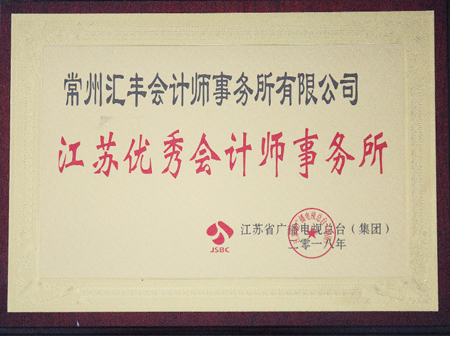 常州汇丰会计师事务所有限公司
江苏优秀会计师事务所
JSBC
江苏省广播电视总台(集团)
二零一八年